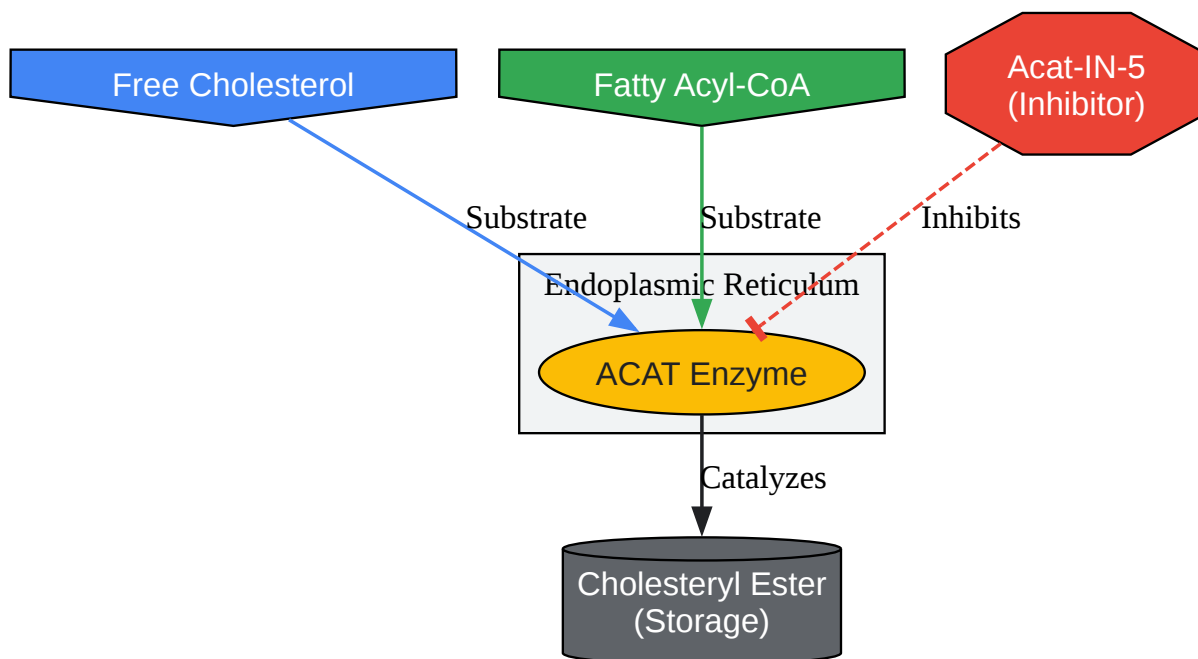 Free Cholesterol
Fatty Acyl-CoA
Acat-IN-5
(Inhibitor)
Substrate
Substrate
Inhibits
Endoplasmic Reticulum
ACAT Enzyme
Catalyzes
Cholesteryl Ester
(Storage)